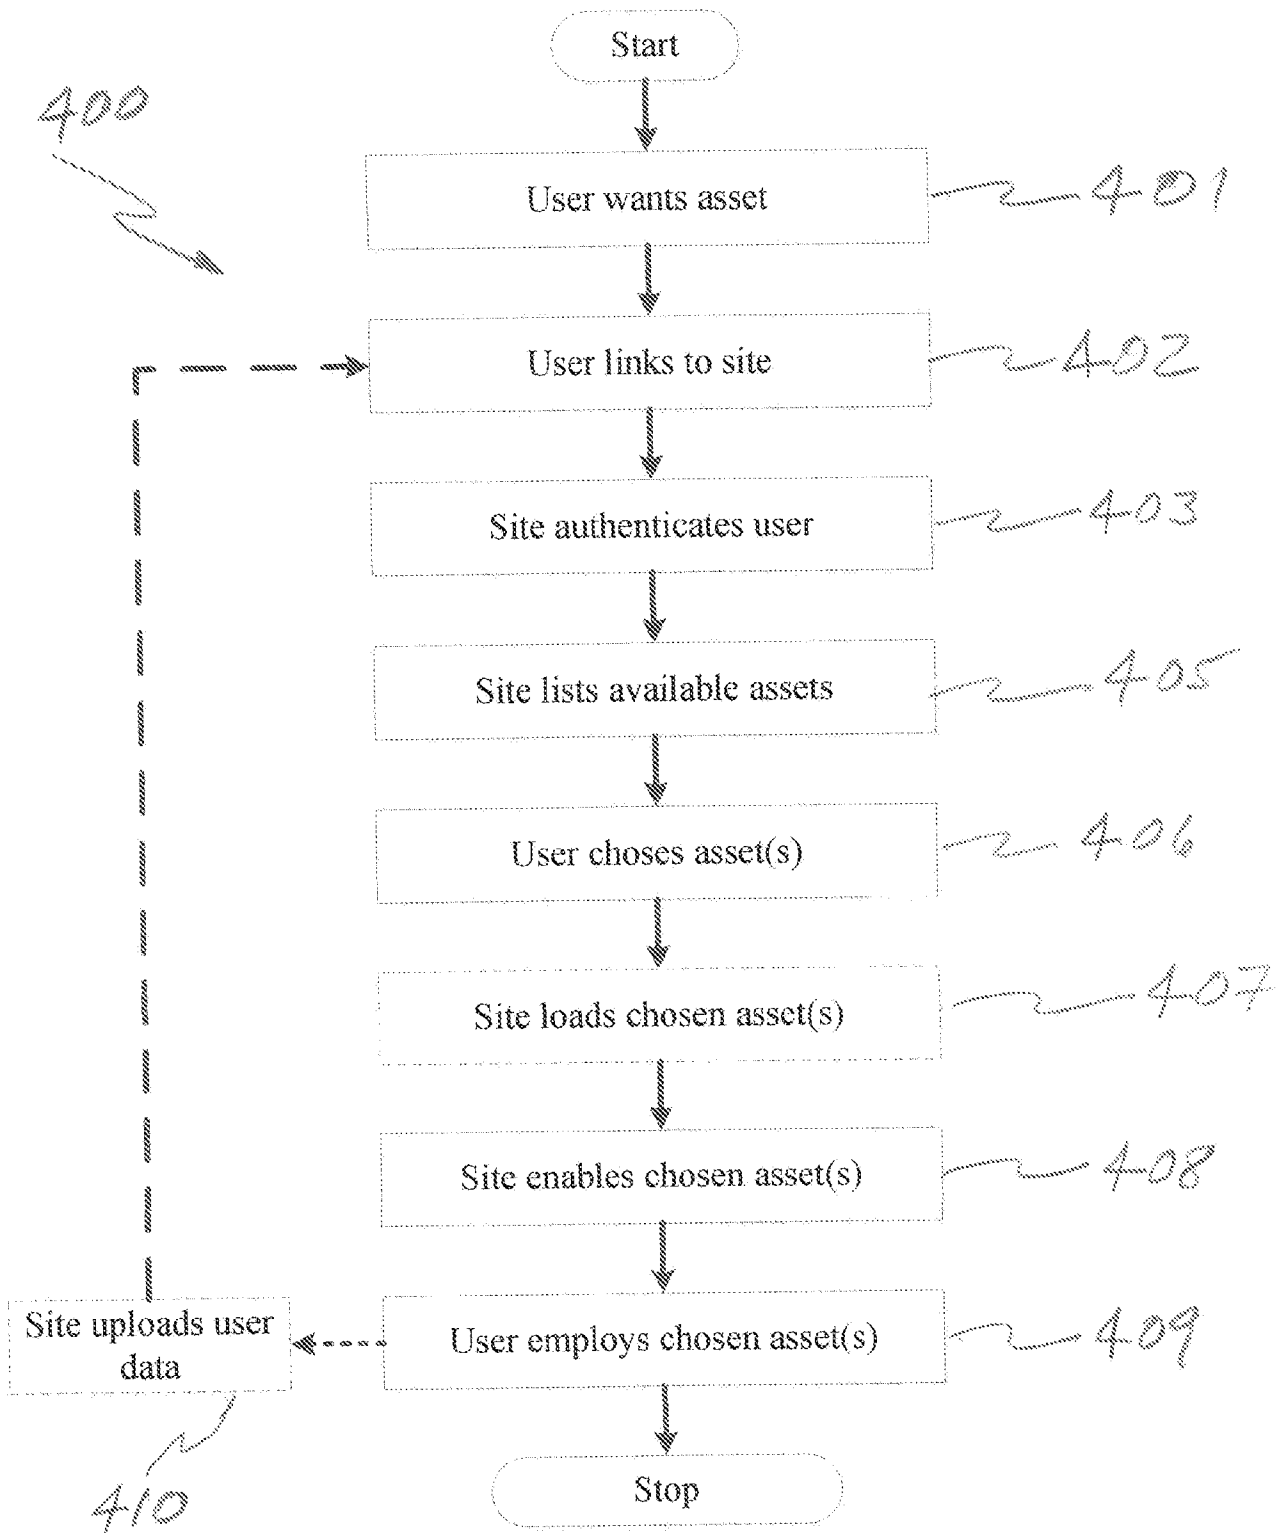 Start
400
User wants asset
401
User links to site
402
Site authenticates user
403
Site lists available assets
405
User choses asset(s)
406
Site loads chosen asset(s)
407
Site enables chosen asset(s)
408
Site uploads user
data
User employs chosen asset(s)
409
410
Stop